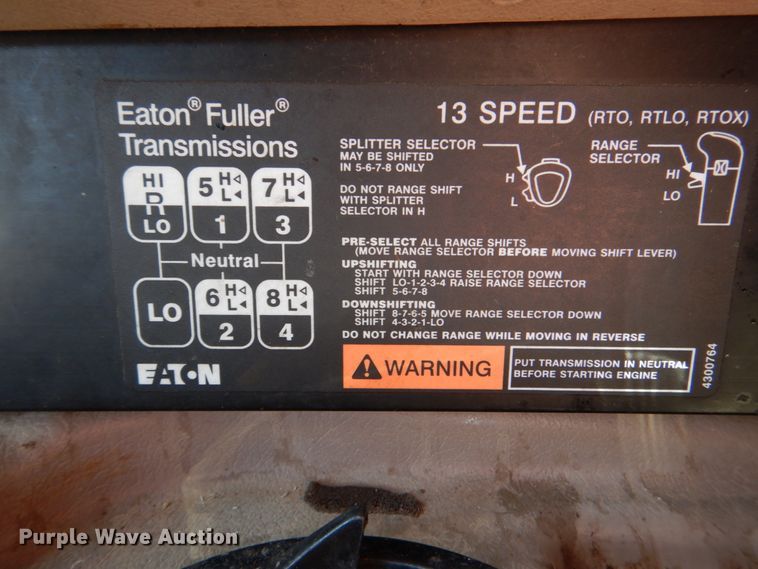 Eaton® Fuller®
Transmissions
13 SPEED (RTO, RTLO, RTOX)
SPLITTER SELECTOR
MAY BE SHIFTED
IN 5-6-7-8 ONLY
DO NOT RANGE SHIFT
WITH SPLITTER
SELECTOR IN H
H
L
RANGE
SELECTOR
HI
LO
HI
R
LO
5 H
L
1
7 H
L
3
Neutral
LO
6 H
L
2
8 H
L
4
PRE-SELECT ALL RANGE SHIFTS
(MOVE RANGE SELECTOR BEFORE MOVING SHIFT LEVER)
UPSHIFTING
START WITH RANGE SELECTOR DOWN
SHIFT LO-1-2-3-4 RAISE RANGE SELECTOR
SHIFT 5-6-7-8
DOWNSHIFTING
SHIFT 8-7-6-5 MOVE RANGE SELECTOR DOWN
SHIFT 4-3-2-1-LO
DO NOT CHANGE RANGE WHILE MOVING IN REVERSE
EATON
WARNING
PUT TRANSMISSION IN NEUTRAL
BEFORE STARTING ENGINE
4300764
Purple Wave Auction